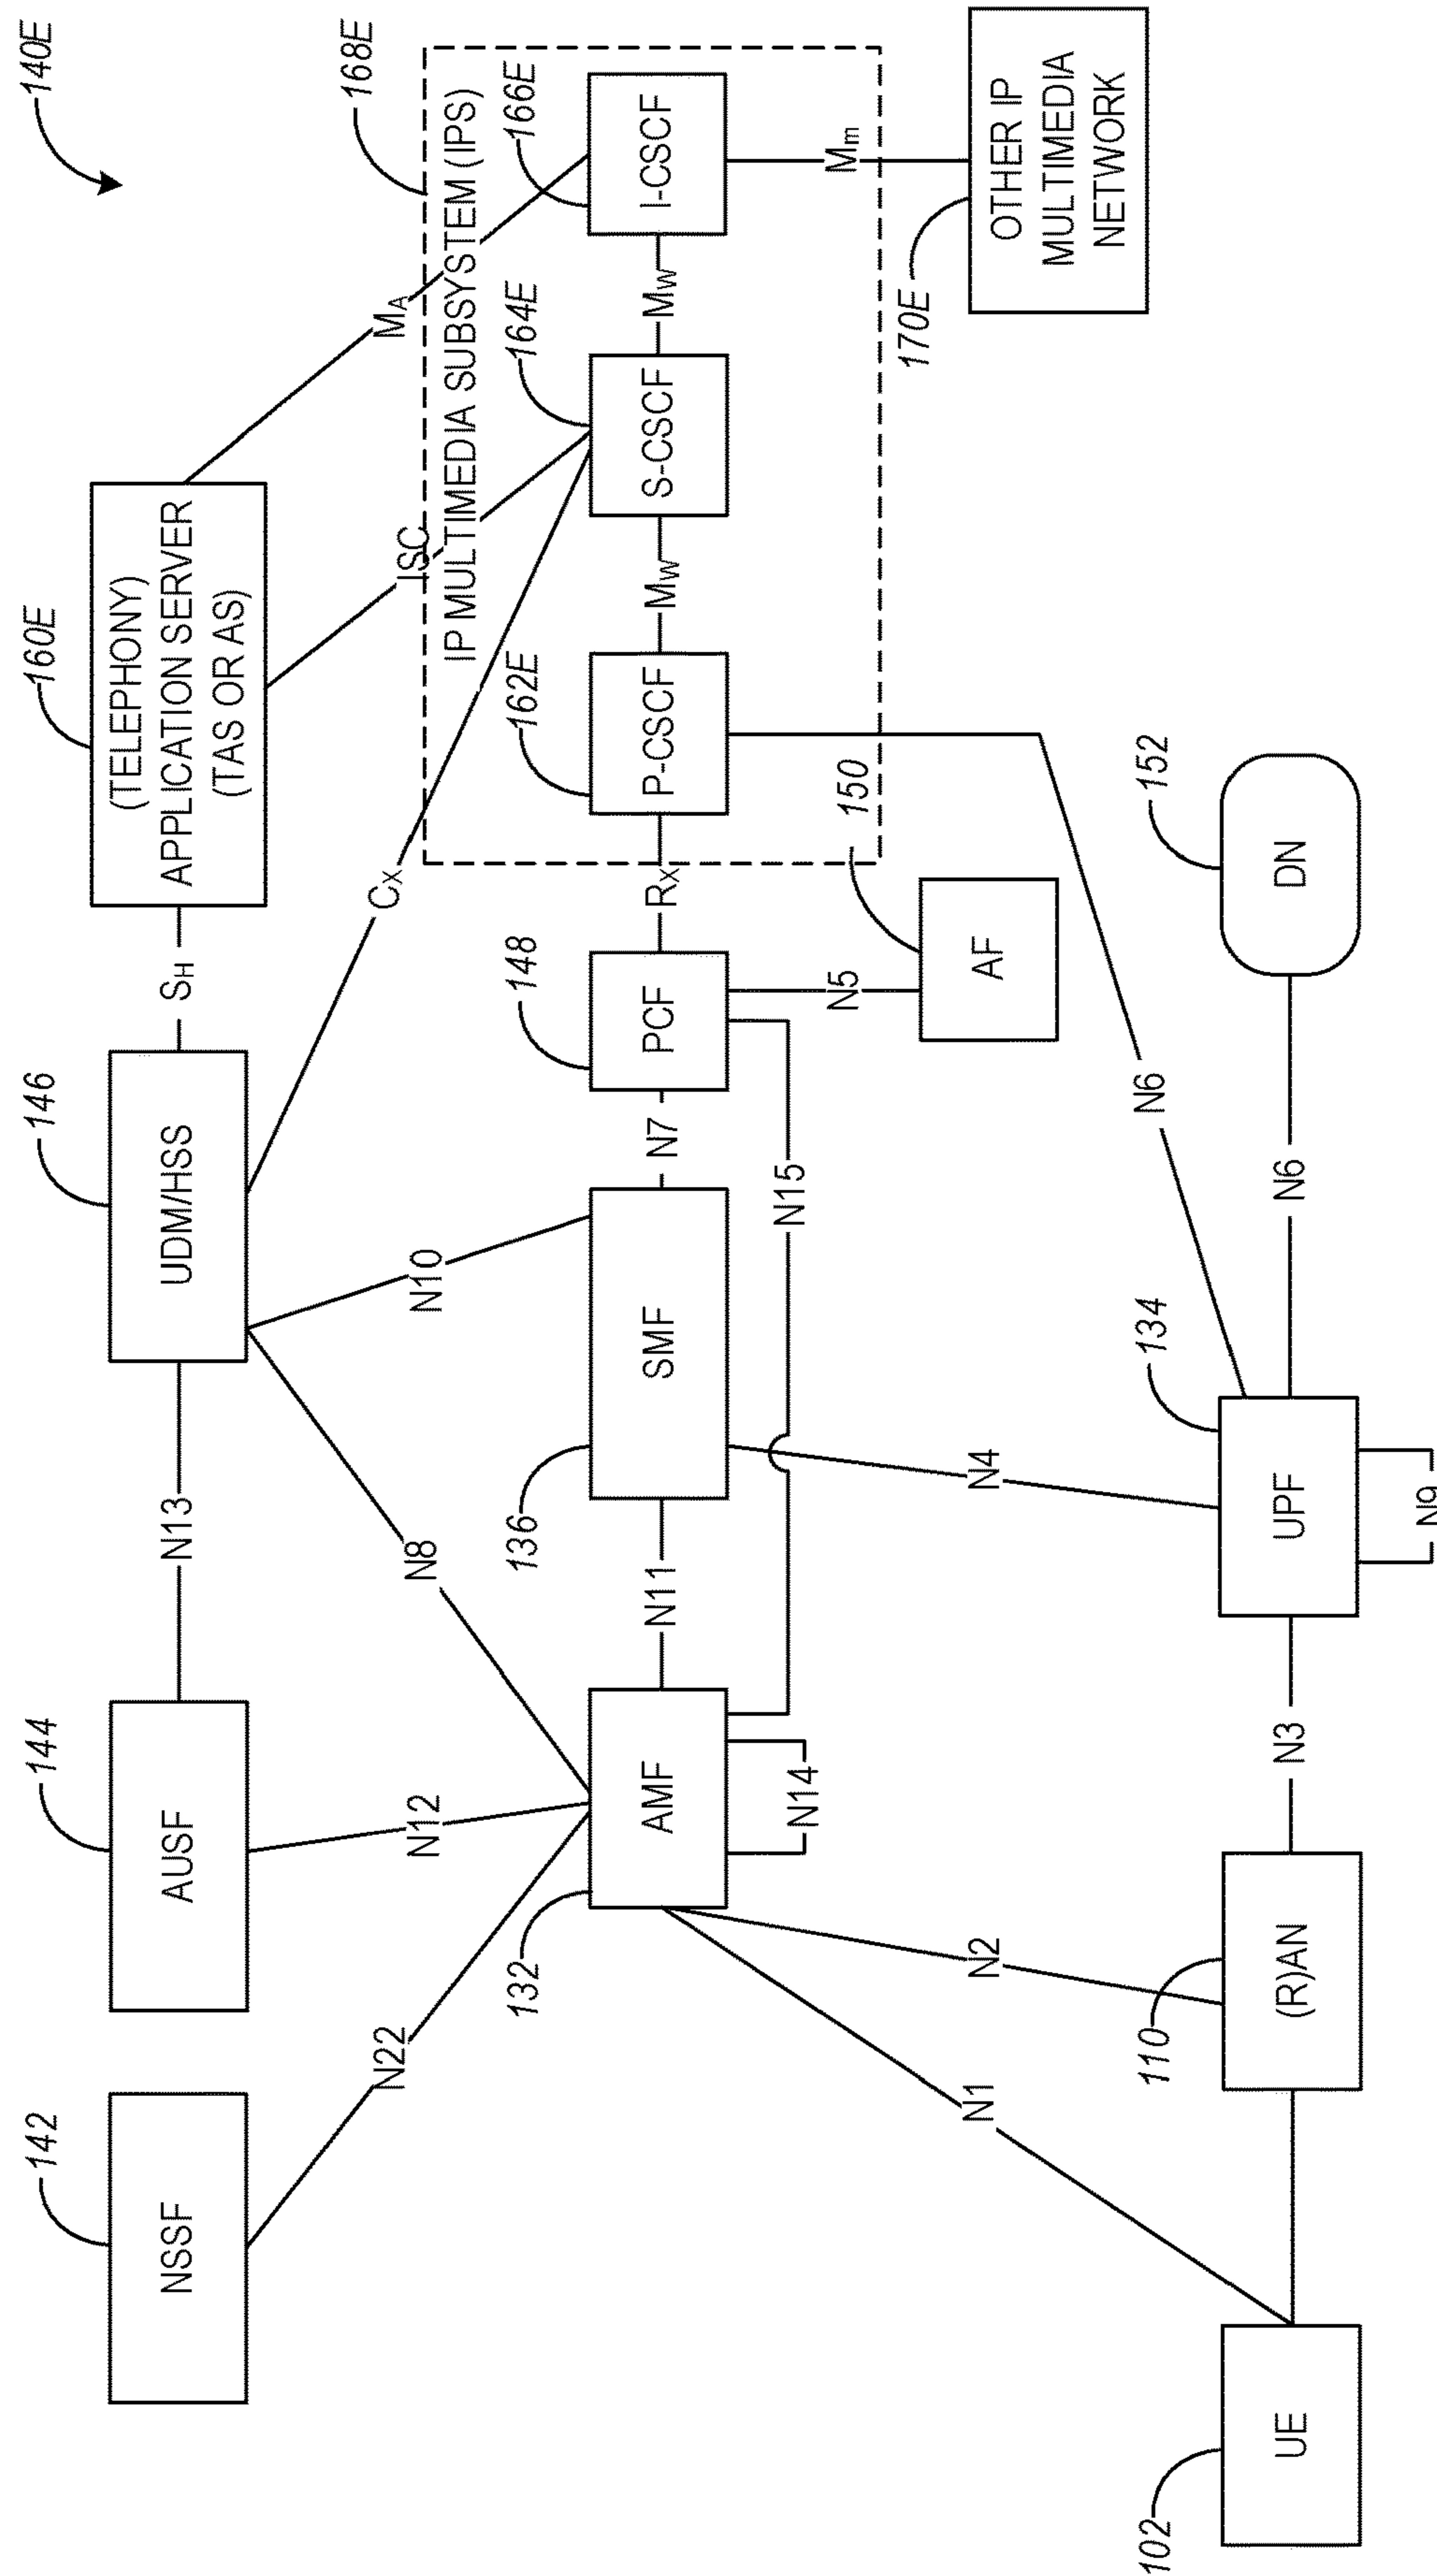 140E
160E
(TELEPHONY)
APPLICATION SERVER
(TAS OR AS)
146
UDM/HSS
144
AUSF
142
NSSF
SH
N13
168E
IP MULTIMEDIA SUBSYSTEM (IPS)
MA
ISC
CX
N10
N8
N12
N22
166E
I-CSCF
164E
S-CSCF
162E
P-CSCF
148
PCF
136
SMF
132
AMF
MW
MW
RX
N7
N11
N14
N15
N5
150
AF
Mm
170E
OTHER IP
MULTIMEDIA
NETWORK
N6
N4
N2
N1
152
DN
N6
134
UPF
N9
N3
110
(R)AN
102
UE